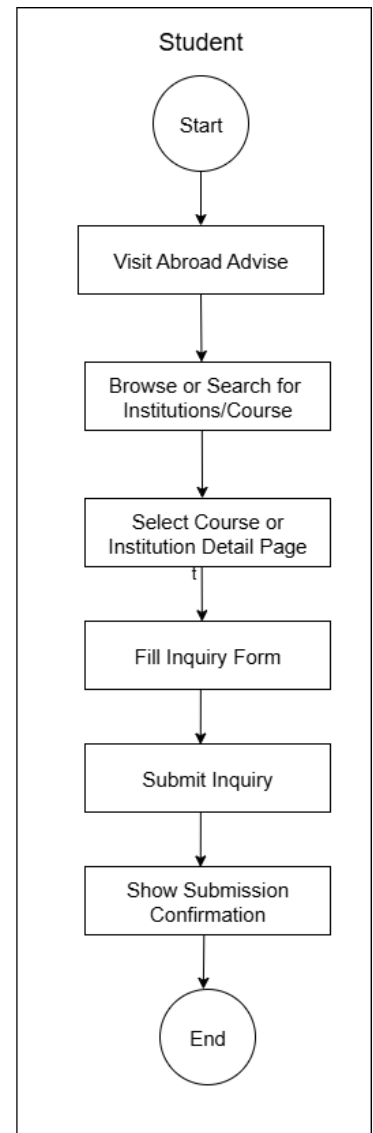 Student
Start
Visit Abroad Advise
Browse or Search for
Institutions/Course
Select Course or
Institution Detail Page
t
Fill Inquiry Form
Submit Inquiry
Show Submission
Confirmation
End